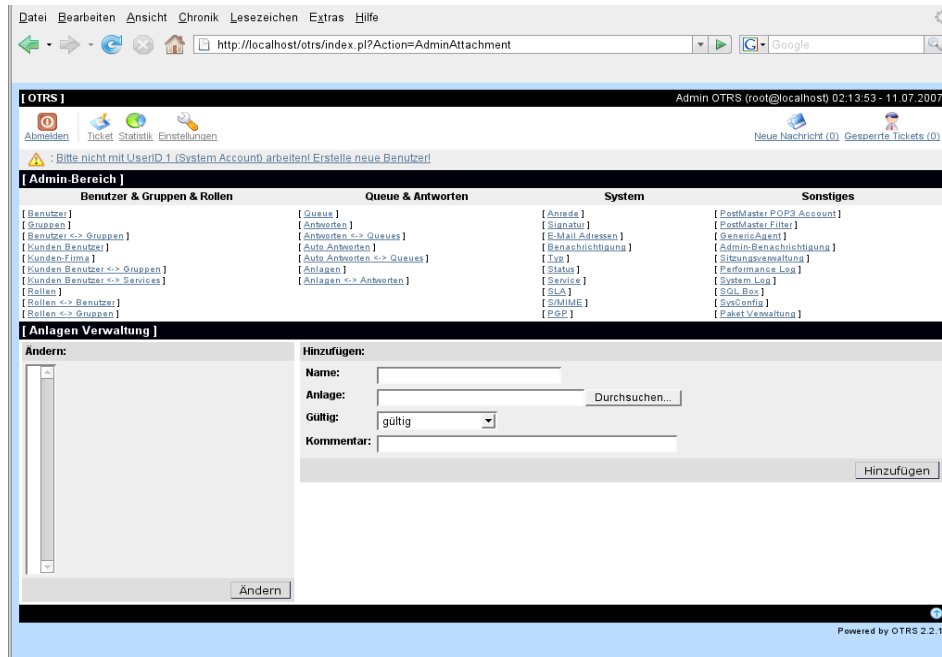 Datei Bearbeiten Ansicht Chronik Lesezeichen Extras Hilfe
http://localhost/otrs/index.pl?Action=AdminAttachment
G Google
[ OTRS ] Admin OTRS (root@localhost) 02:13:53 - 11.07.2007
Abmelden Ticket Statistik Einstellungen Neue Nachricht (0) Gesperrte Tickets (0)
: Bitte nicht mit UserID 1 (System Account) arbeiten! Erstelle neue Benutzer!
[ Admin-Bereich ]
Benutzer & Gruppen & Rollen Queue & Antworten System Sonstiges
[ Benutzer ] [ Queue ] [ Anrede ] [ PostMaster POP3 Account ]
[ Gruppen ] [ Antworten ] [ Signatur ] [ PostMaster Filter ]
[ Benutzer <-> Gruppen ] [ Antworten <-> Queues ] [ E-Mail Adressen ] [ GenericAgent ]
[ Kunden Benutzer ] [ Auto Antworten ] [ Benachrichtigung ] [ Admin-Benachrichtigung ]
[ Kunden-Firma ] [ Auto Antworten <-> Queues ] [ Typ ] [ Sitzungsverwaltung ]
[ Kunden Benutzer <-> Gruppen ] [ Anlagen ] [ Status ] [ Performance Log ]
[ Kunden Benutzer <-> Services ] [ Anlagen <-> Antworten ] [ Service ] [ System Log ]
[ Rollen ] [ SLA ] [ SQL Box ]
[ Rollen <-> Benutzer ] [ S/MIME ] [ SysConfig ]
[ Rollen <-> Gruppen ] [ PGP ] [ Paket Verwaltung ]
[ Anlagen Verwaltung ]
Ändern: Hinzufügen:
Name:
Anlage: Durchsuchen...
Gültig: gültig
Kommentar:
Hinzufügen
Ändern
Powered by OTRS 2.2.1